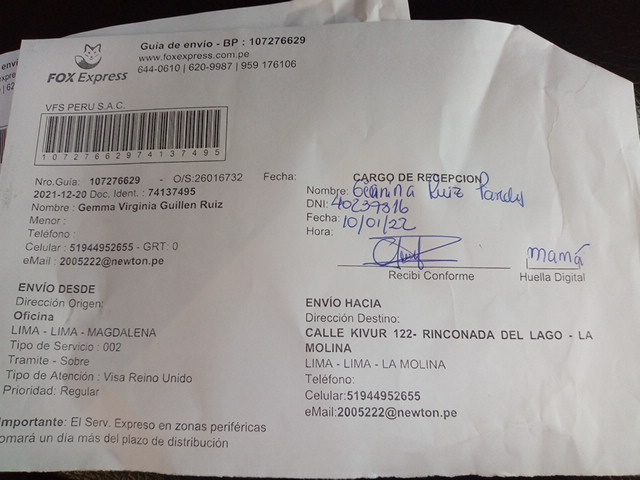 Guía de envío - BP : 107276629
www.foxexpress.com.pe
644-0610 | 620-9987 | 959 176106
FOX Express
VFS PERU S.A.C.
10727662974137495
Nro.Guía: 107276629 - O/S:26016732 Fecha:
2021-12-20 Doc. Ident. : 74137495
Nombre : Gemma Virginia Guillen Ruiz
Menor :
Teléfono :
Celular : 51944952655 - GRT: 0
eMail : 2005222@newton.pe
CARGO DE RECEPCION
Nombre: Ruiz Paredes
DNI: 40237316
Fecha: 10/01/22
Hora:
Recibi Conforme
mamá
Huella Digital
ENVÍO DESDE
Dirección Origen:
Oficina
LIMA - LIMA - MAGDALENA
Tipo de Servicio : 002
Tramite - Sobre
Tipo de Atención : Visa Reino Unido
Prioridad: Regular
ENVÍO HACIA
Dirección Destino:
CALLE KIVUR 122- RINCONADA DEL LAGO - LA
MOLINA
LIMA - LIMA - LA MOLINA
Teléfono:
Celular:51944952655
eMail:2005222@newton.pe
Importante: El Serv. Expreso en zonas periféricas
tomará un día más del plazo de distribución